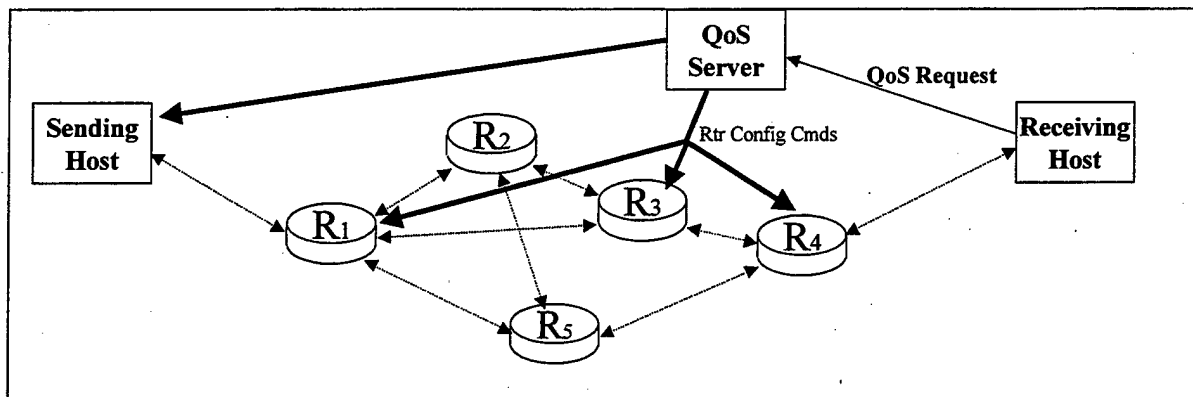 QoS
Server
QoS Request
Sending
Host
Rtr Config Cmds
Receiving
Host
R2
R3
R1
R4
R5